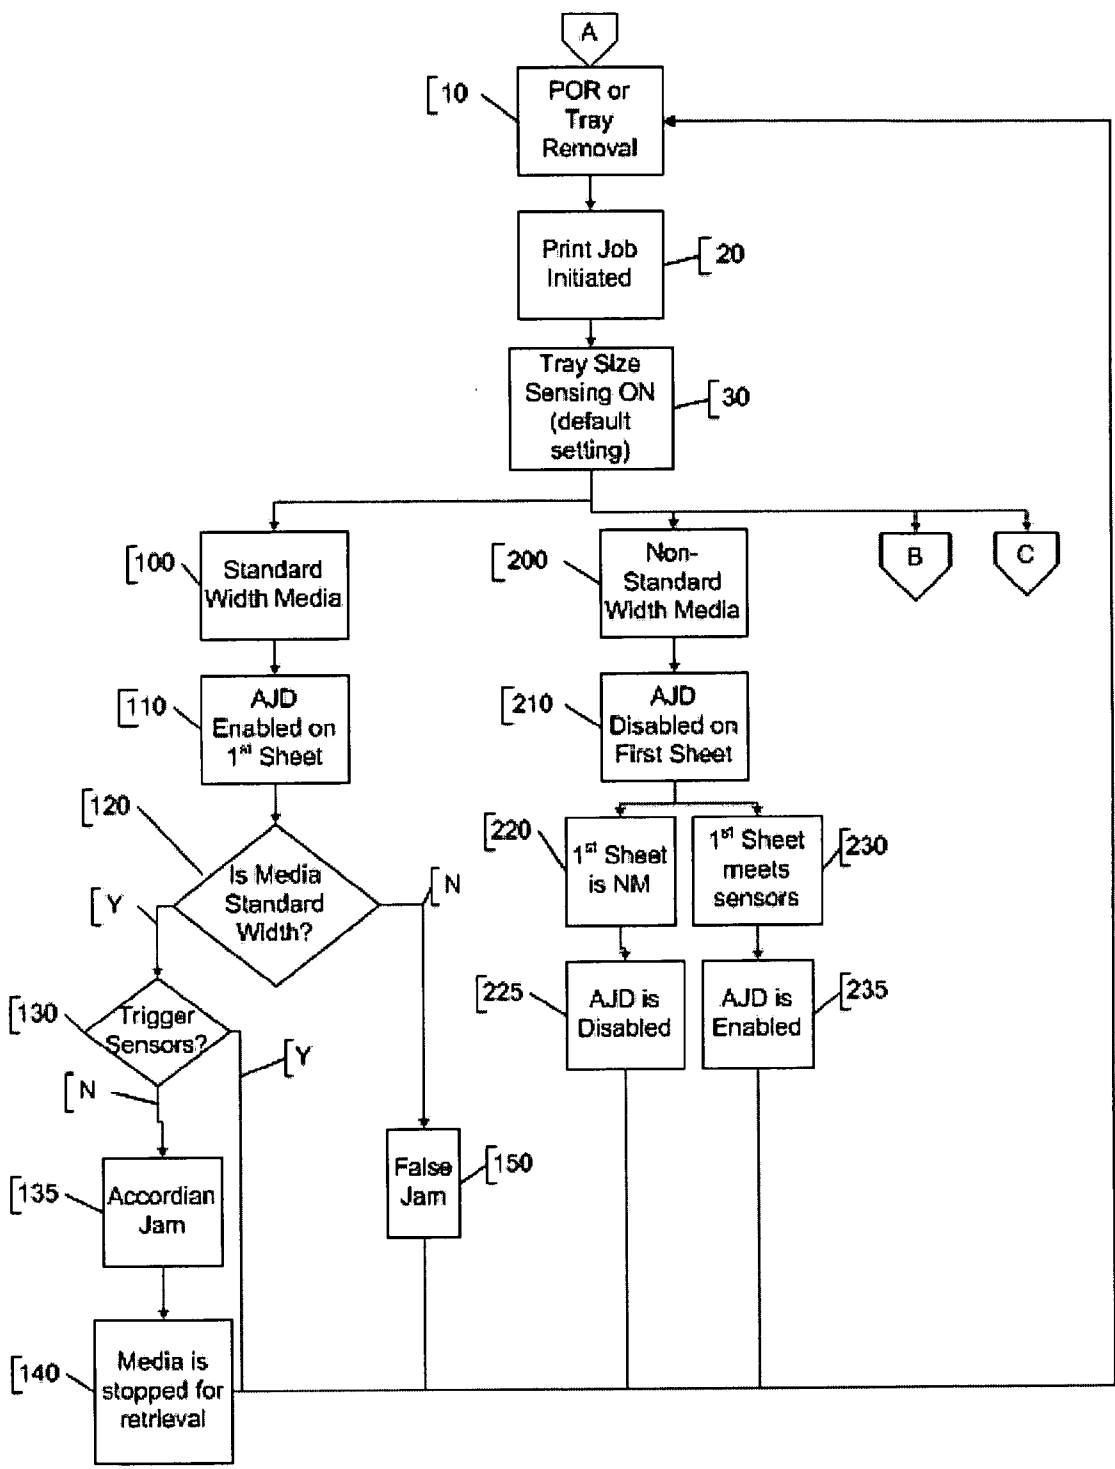 A
[10
POR or
Tray
Removal
Print Job
Initiated
[20
Tray Size
Sensing ON
(default
setting)
[30
[100
Standard
Width Media
[200
Non-
Standard
Width Media
B
C
[110
AJD
Enabled on
1st Sheet
[210
AJD
Disabled on
First Sheet
[120
Is Media
Standard
Width?
[Y
[N
[220
1st Sheet
is NM
1st Sheet
meets
sensors
[230
[130
Trigger
Sensors?
[Y
[N
[225
AJD is
Disabled
AJD is
Enabled
[235
[135
Accordian
Jam
False
Jam
[150
[140
Media is
stopped for
retrieval